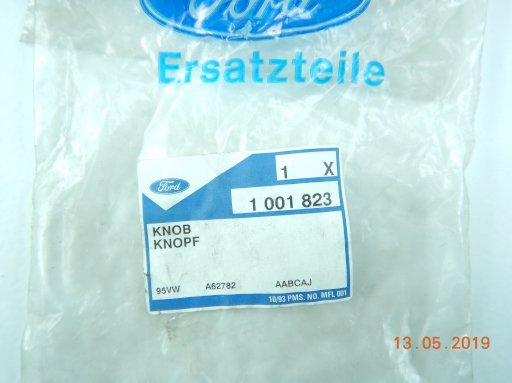 Ford
Ersatzteile
Ford
1 X
1 001 823
KNOB
KNOPF
95VW A62782 AABCAJ
10/93 PMS. NO. MFL 001
13.05.2019